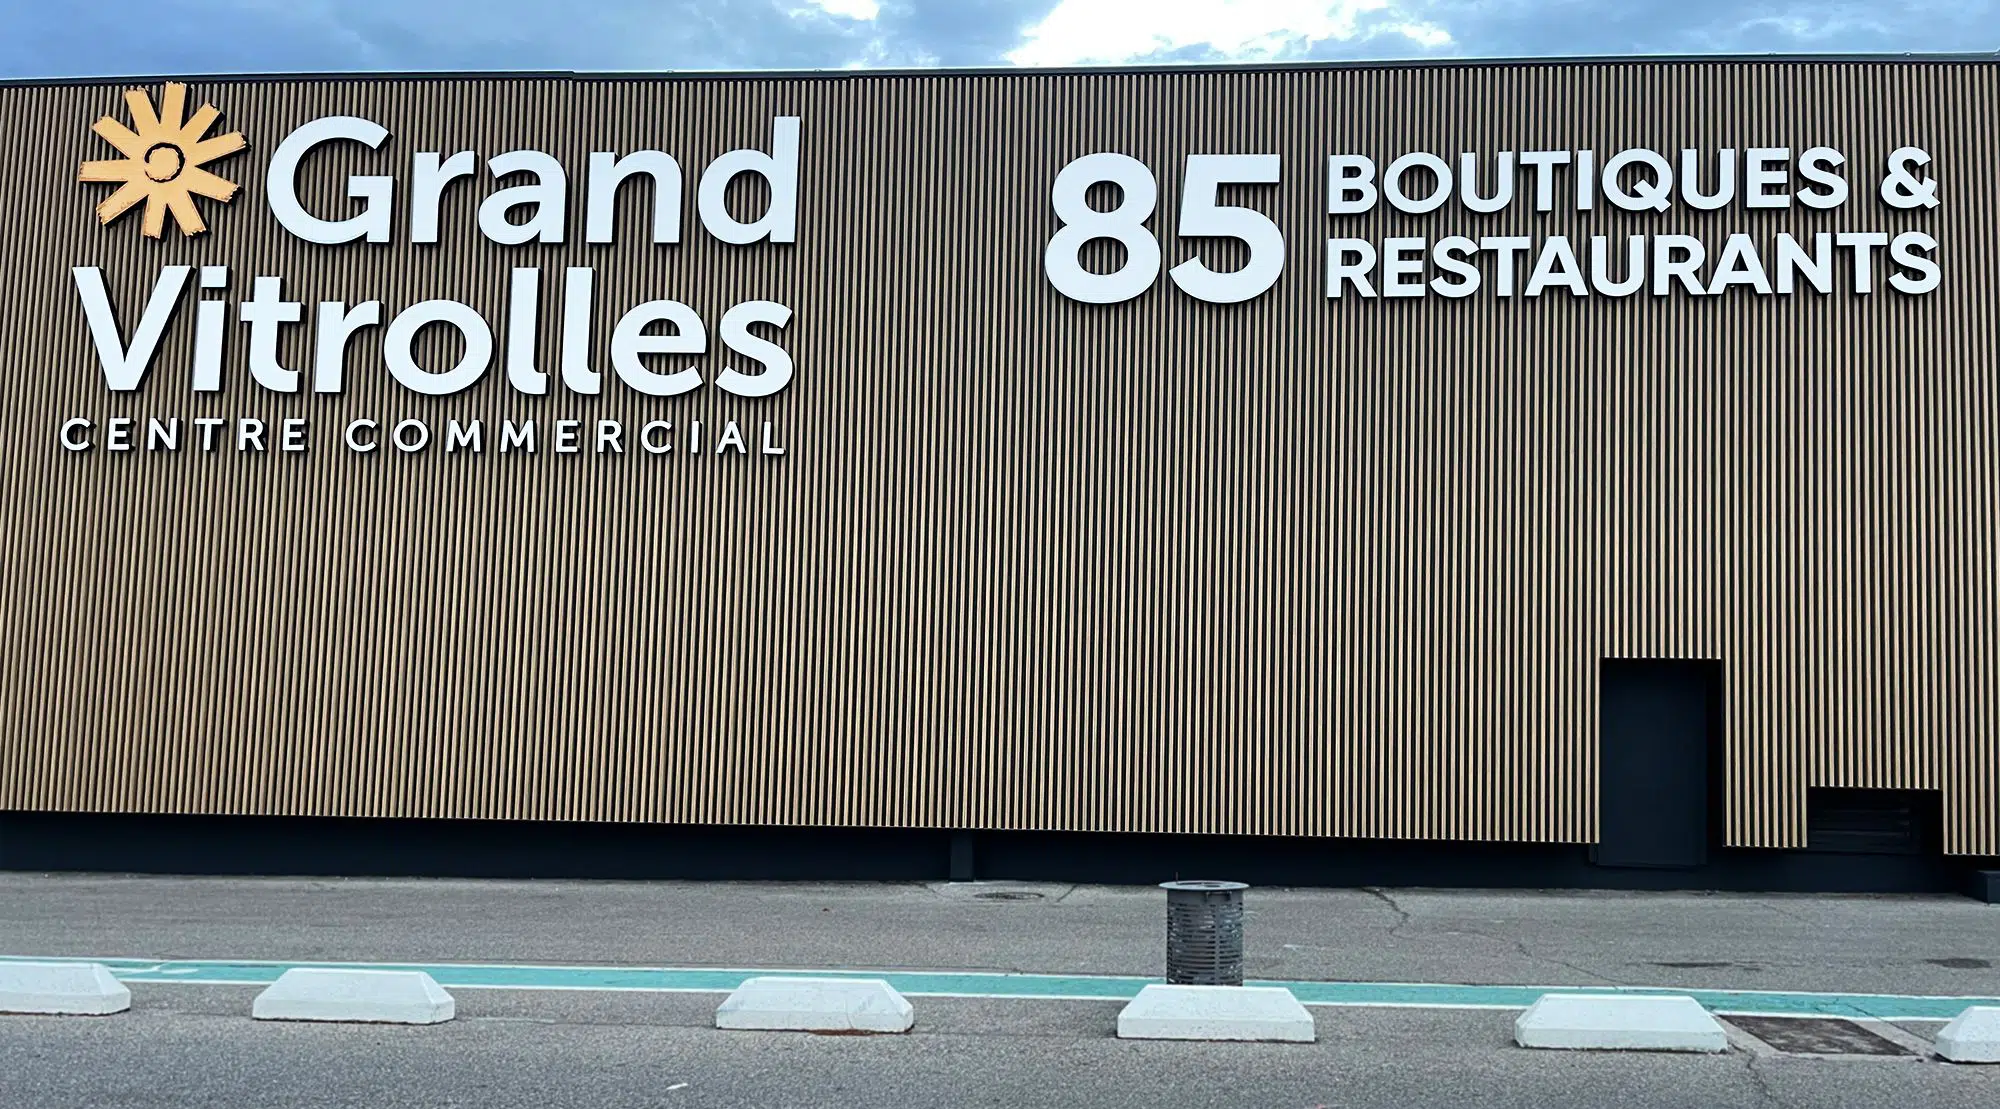 Grand
Vitrolles
CENTRE COMMERCIAL
85 BOUTIQUES &
RESTAURANTS